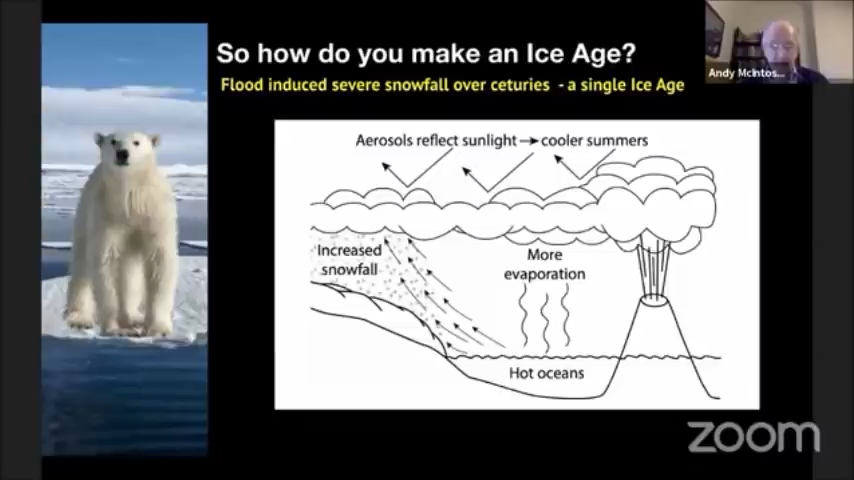 So how do you make an Ice Age?
Flood induced severe snowfall over ceturies - a single Ice Age
Andy McIntos...
Aerosols reflect sunlight→cooler summers
Increased
snowfall
More
evaporation
Hot oceans
zoom